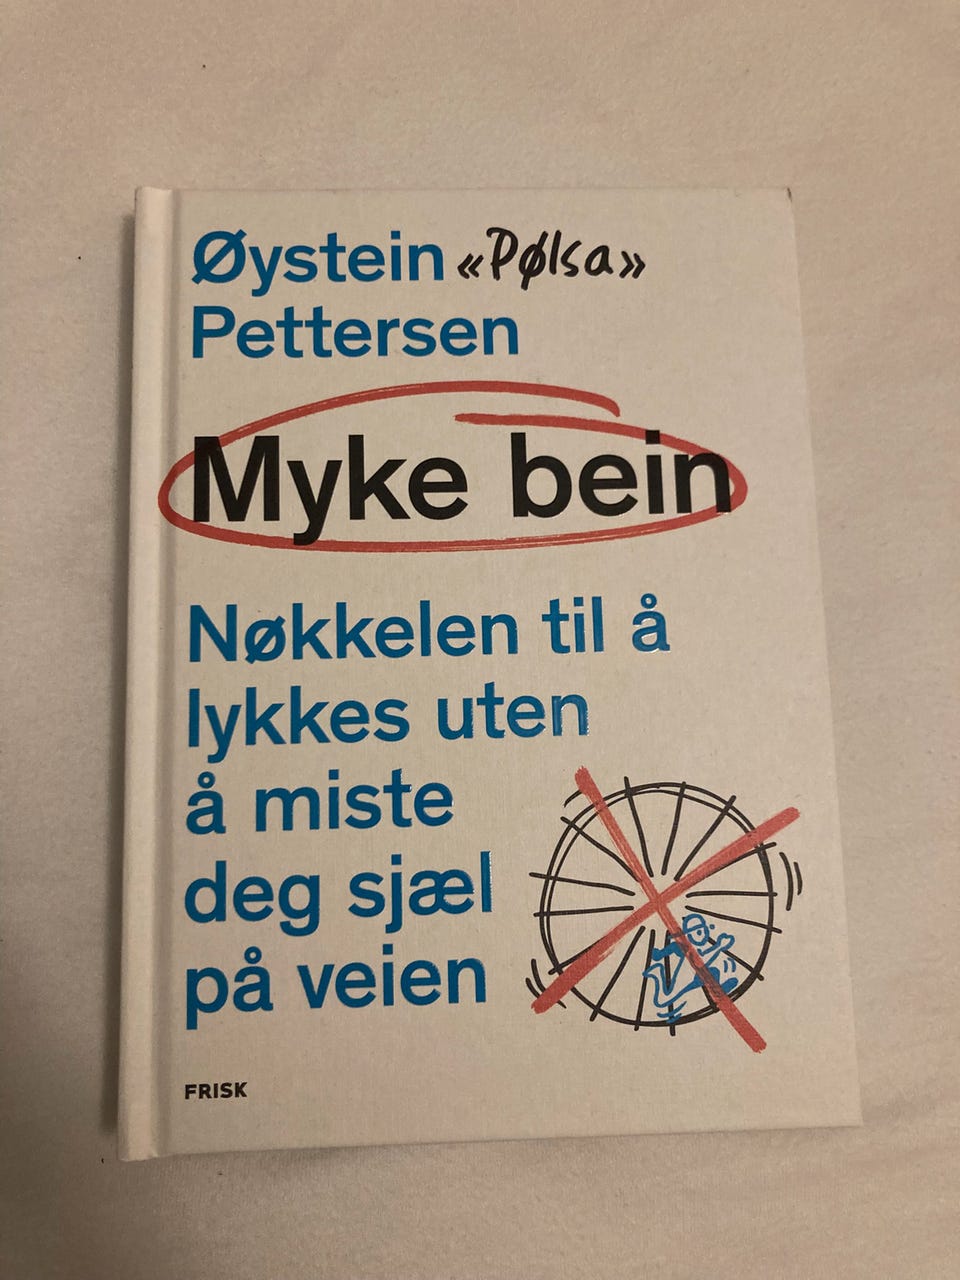 Øystein «Pølsa»
Pettersen
Myke bein
Nøkkelen til å
lykkes uten
å miste
deg sjæl
på veien
FRISK